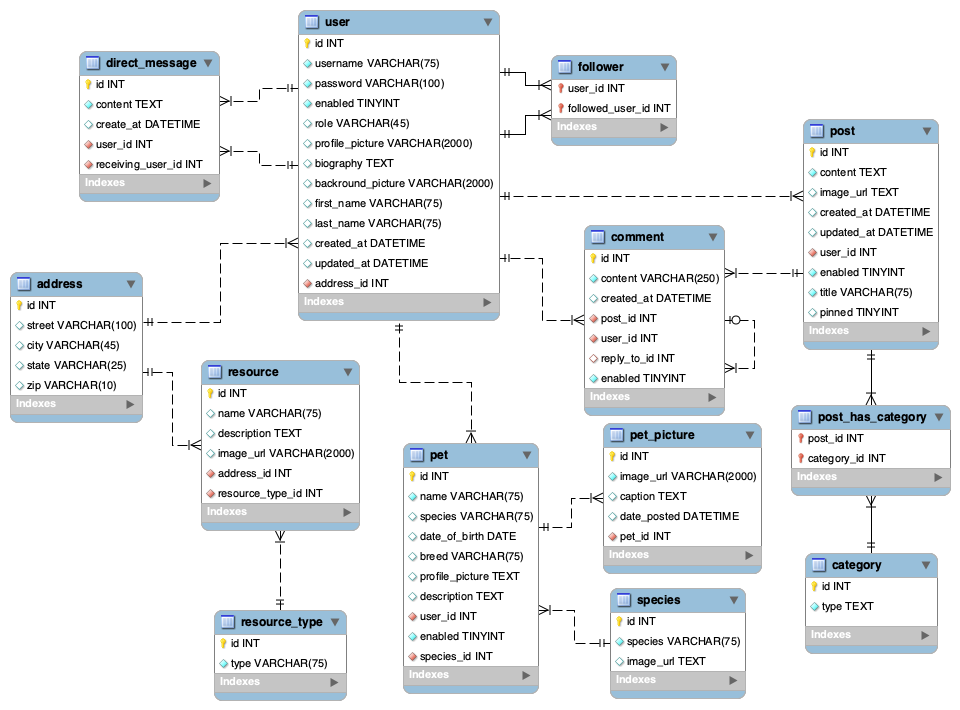 user
id INT
username VARCHAR(75)
password VARCHAR(100)
enabled TINYINT
role VARCHAR(45)
profile_picture VARCHAR(2000)
biography TEXT
backround_picture VARCHAR(2000)
first_name VARCHAR(75)
last_name VARCHAR(75)
created_at DATETIME
updated_at DATETIME
address_id INT
Indexes
direct_message
id INT
content TEXT
create_at DATETIME
user_id INT
receiving_user_id INT
Indexes
follower
user_id INT
followed_user_id INT
Indexes
post
id INT
content TEXT
image_url TEXT
created_at DATETIME
updated_at DATETIME
user_id INT
enabled TINYINT
title VARCHAR(75)
pinned TINYINT
Indexes
comment
id INT
content VARCHAR(250)
created_at DATETIME
post_id INT
user_id INT
reply_to_id INT
enabled TINYINT
Indexes
address
id INT
street VARCHAR(100)
city VARCHAR(45)
state VARCHAR(25)
zip VARCHAR(10)
Indexes
resource
id INT
name VARCHAR(75)
description TEXT
image_url VARCHAR(2000)
address_id INT
resource_type_id INT
Indexes
post_has_category
post_id INT
category_id INT
Indexes
pet_picture
id INT
image_url VARCHAR(2000)
caption TEXT
date_posted DATETIME
pet_id INT
Indexes
pet
id INT
name VARCHAR(75)
species VARCHAR(75)
date_of_birth DATE
breed VARCHAR(75)
profile_picture TEXT
description TEXT
user_id INT
enabled TINYINT
species_id INT
Indexes
category
id INT
type TEXT
Indexes
species
id INT
species VARCHAR(75)
image_url TEXT
Indexes
resource_type
id INT
type VARCHAR(75)
Indexes